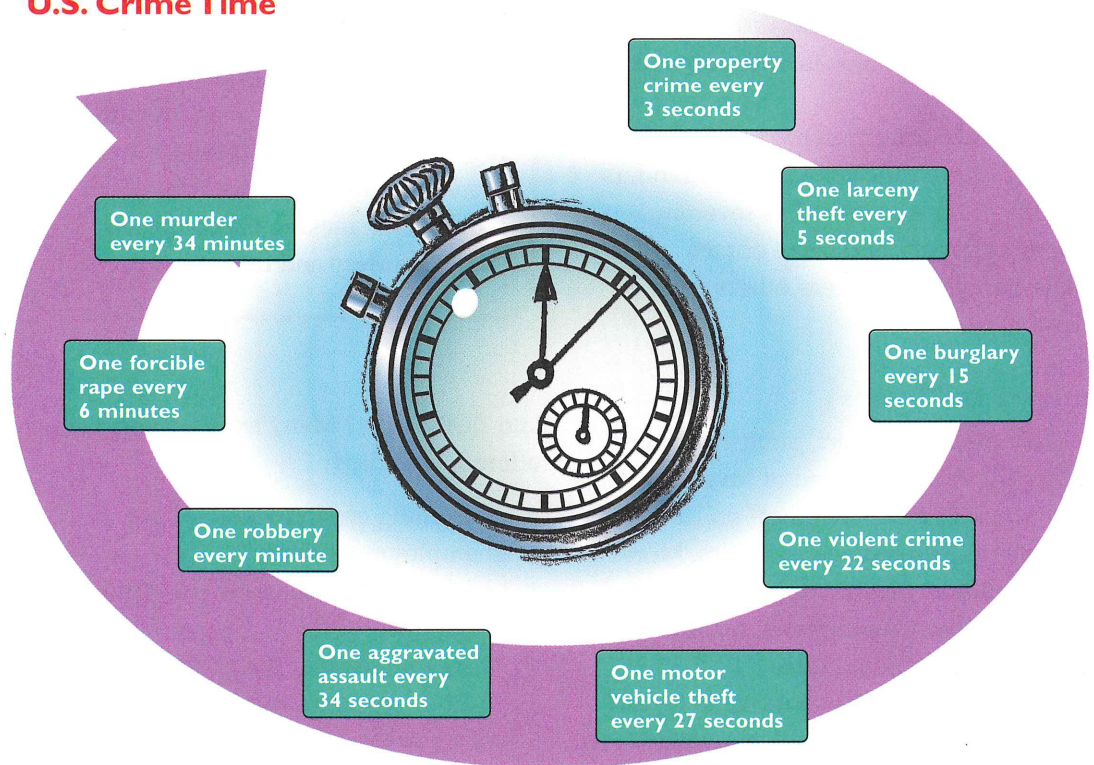 U.S. Crime Time
One property
crime every
3 seconds
One larceny
theft every
5 seconds
One burglary
every 15
seconds
One violent crime
every 22 seconds
One motor
vehicle theft
every 27 seconds
One aggravated
assault every
34 seconds
One robbery
every minute
One forcible
rape every
6 minutes
One murder
every 34 minutes